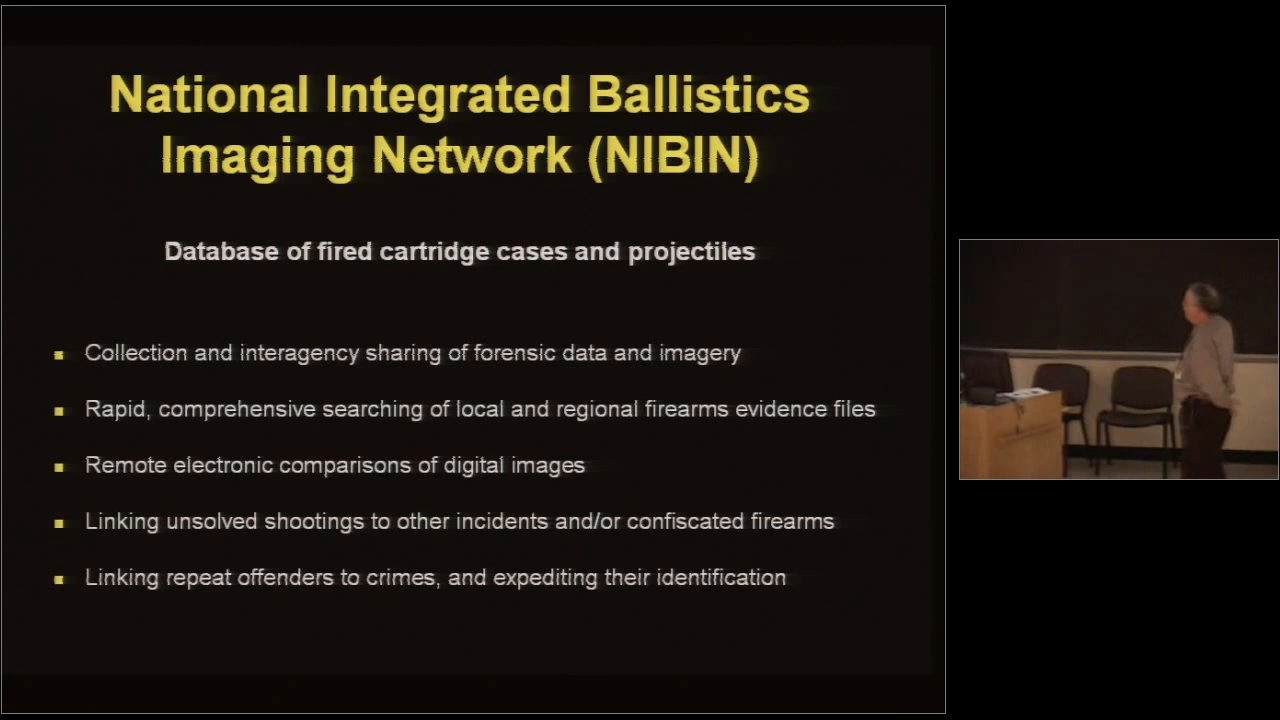 National Integrated Ballistics
Imaging Network (NIBIN)
Database of fired cartridge cases and projectiles
Collection and interagency sharing of forensic data and imagery
Rapid, comprehensive searching of local and regional firearms evidence files
Remote electronic comparisons of digital images
Linking unsolved shootings to other incidents and/or confiscated firearms
Linking repeat offenders to crimes, and expediting their identification